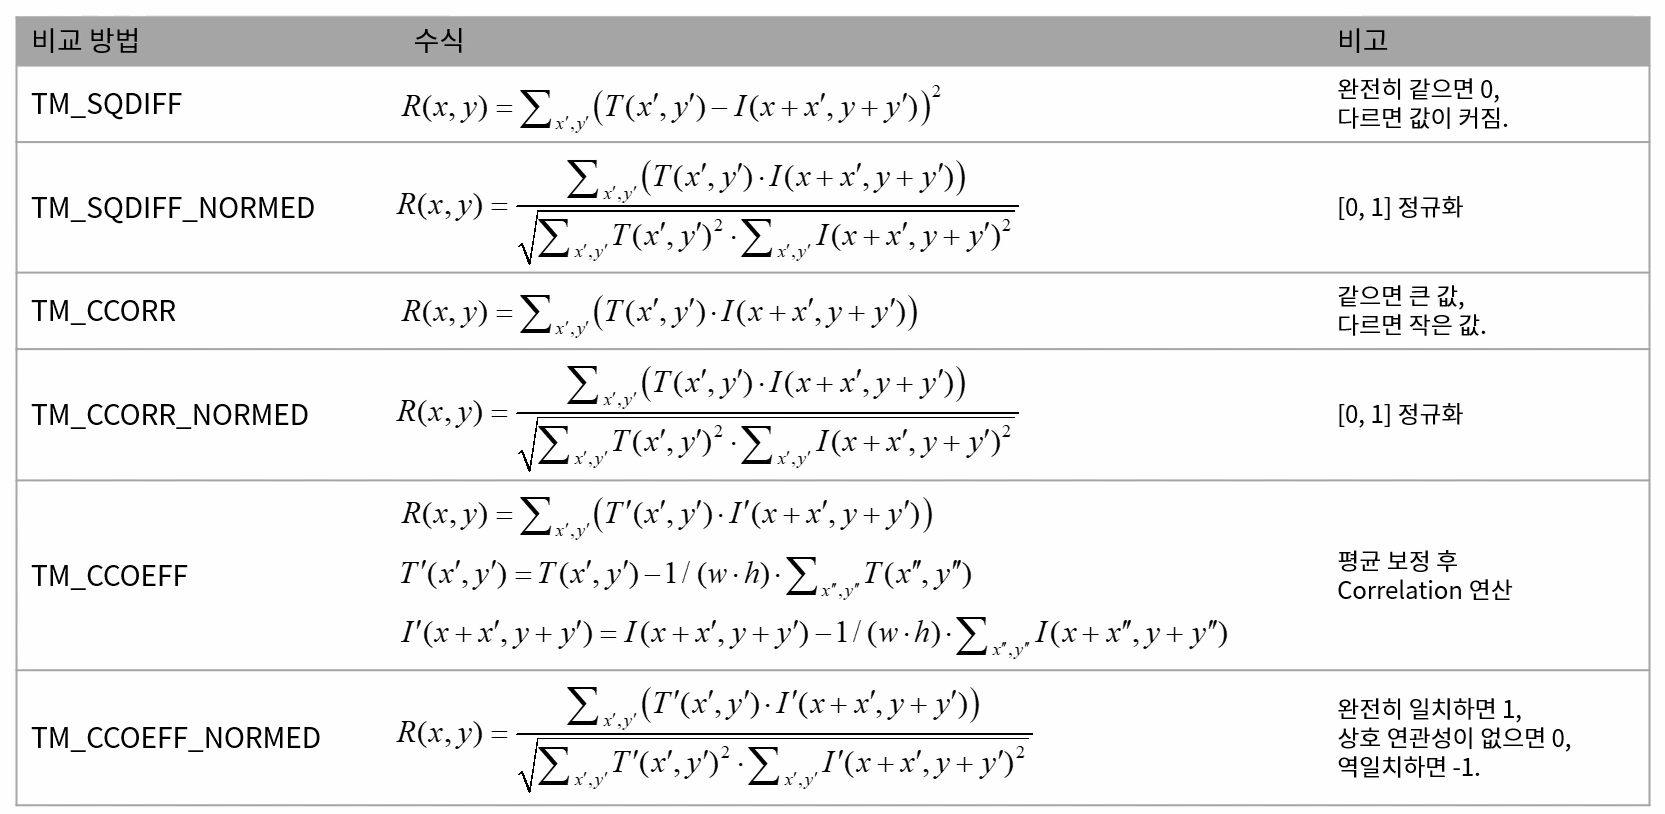 비교 방법 수식 비고
TM_SQDIFF R(x, y) = ∑x′,y′(T(x′, y′) − I(x + x′, y + y′))² 완전히 같으면 0,
다르면 값이 커짐.
TM_SQDIFF_NORMED R(x, y) = ∑x′,y′(T(x′, y′) · I(x + x′, y + y′)) / √(∑x′,y′ T(x′, y′)² · ∑x′,y′ I(x + x′, y + y′)²) [0, 1] 정규화
TM_CCORR R(x, y) = ∑x′,y′(T(x′, y′) · I(x + x′, y + y′)) 같으면 큰 값,
다르면 작은 값.
TM_CCORR_NORMED R(x, y) = ∑x′,y′(T(x′, y′) · I(x + x′, y + y′)) / √(∑x′,y′ T(x′, y′)² · ∑x′,y′ I(x + x′, y + y′)²) [0, 1] 정규화
TM_CCOEFF R(x, y) = ∑x′,y′(T′(x′, y′) · I′(x + x′, y + y′))
T′(x′, y′) = T(x′, y′) − 1 / (w · h) · ∑x″,y″ T(x″, y″)
I′(x + x′, y + y′) = I(x + x′, y + y′) − 1 / (w · h) · ∑x″,y″ I(x + x″, y + y″)
평균 보정 후
Correlation 연산
TM_CCOEFF_NORMED R(x, y) = ∑x′,y′(T′(x′, y′) · I′(x + x′, y + y′)) / √(∑x′,y′ T′(x′, y′)² · ∑x′,y′ I′(x + x′, y + y′)²) 완전히 일치하면 1,
상호 연관성이 없으면 0,
역일치하면 -1.